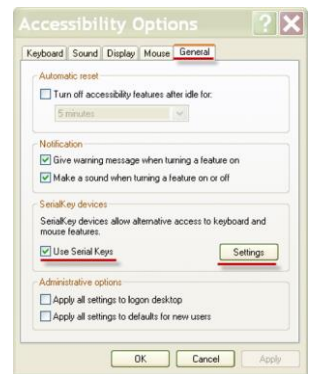 Accessibility Options
Keyboard Sound Display Mouse General
Automatic reset
Turn off accessibility features after idle for:
5 minutes
Notification
Give warning message when turning a feature on
Make a sound when turning a feature on or off
SerialKey devices
SerialKey devices allow alternative access to keyboard and
mouse features.
Use Serial Keys Settings
Administrative options
Apply all settings to logon desktop
Apply all settings to defaults for new users
OK Cancel Apply